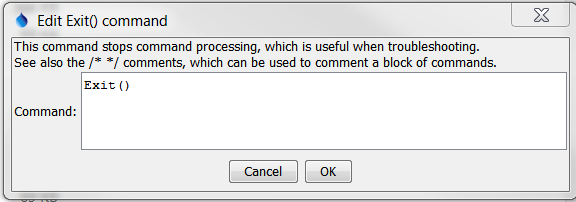 Edit Exit() command
This command stops command processing, which is useful when troubleshooting.
See also the /* */ comments, which can be used to comment a block of commands.
Command:
Exit()
Cancel
OK